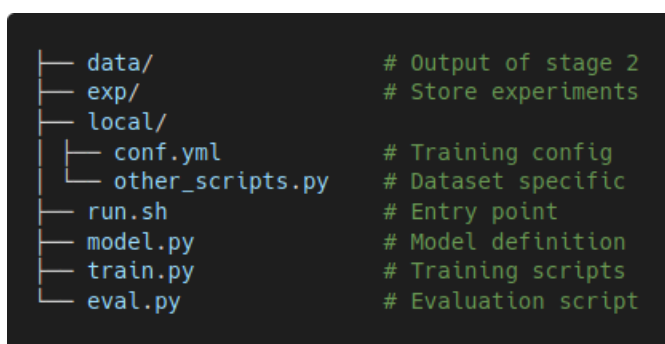 ├── data/ # Output of stage 2
├── exp/ # Store experiments
├── local/
│ ├── conf.yml # Training config
│ └── other_scripts.py # Dataset specific
├── run.sh # Entry point
├── model.py # Model definition
├── train.py # Training scripts
└── eval.py # Evaluation script